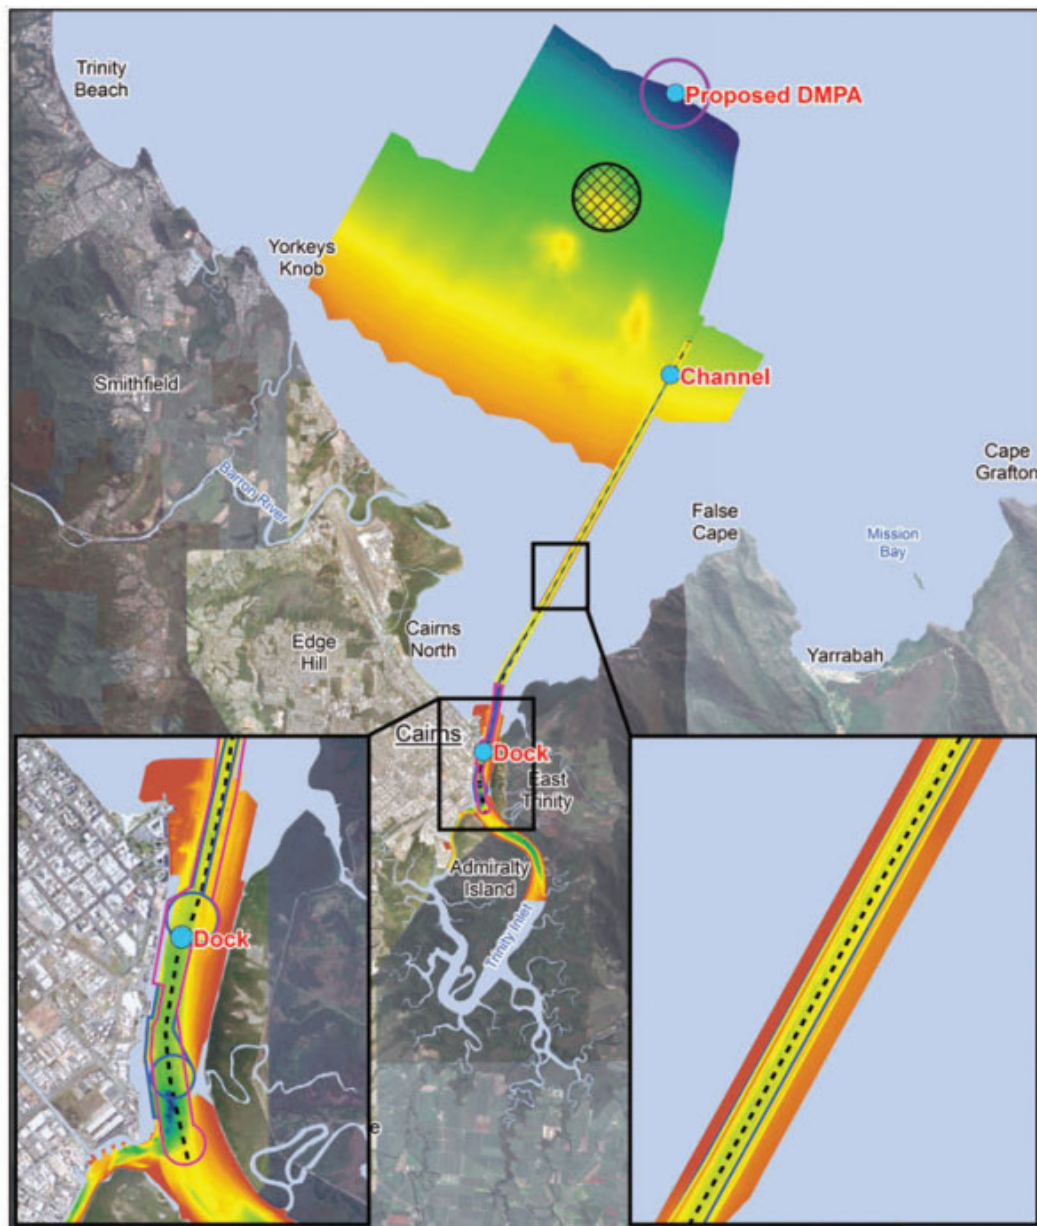 Trinity
Beach
Proposed DMPA
Yorkeys
Knob
Smithfield
Channel
Barron River
Cape
Grafton
False
Cape
Mission
Bay
Edge
Hill
Cairns
North
Yarrabah
Cairns
Dock
East
Trinity
Admiralty
Island
Trinity Inlet
Dock
e